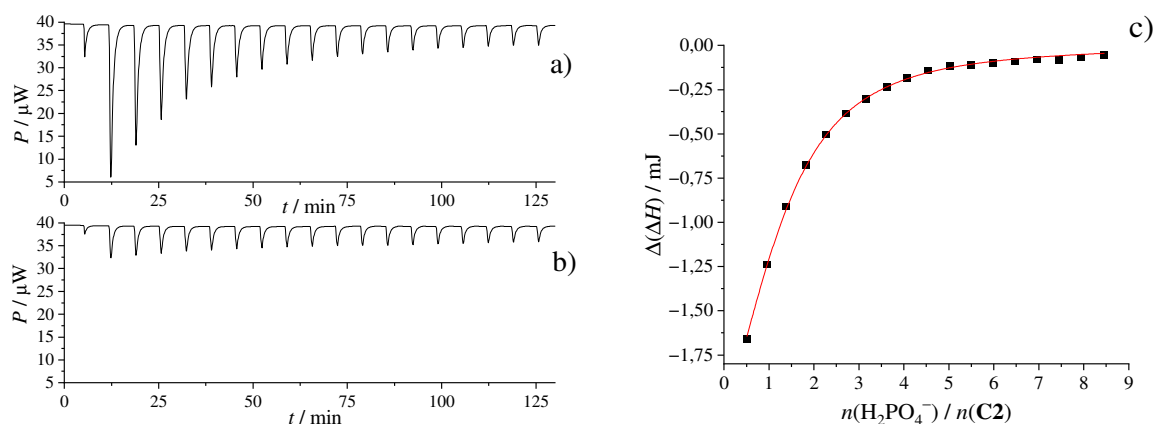 40
35
30
25
20
15
10
5
P / µW
a)
0 25 50 75 100 125
t / min
40
35
30
25
20
15
10
5
P / µW
b)
0 25 50 75 100 125
t / min
c)
0,00
−0,25
−0,50
−0,75
−1,00
−1,25
−1,50
−1,75
Δ(ΔH) / mJ
0 1 2 3 4 5 6 7 8 9
n(H₂PO₄⁻) / n(C2)